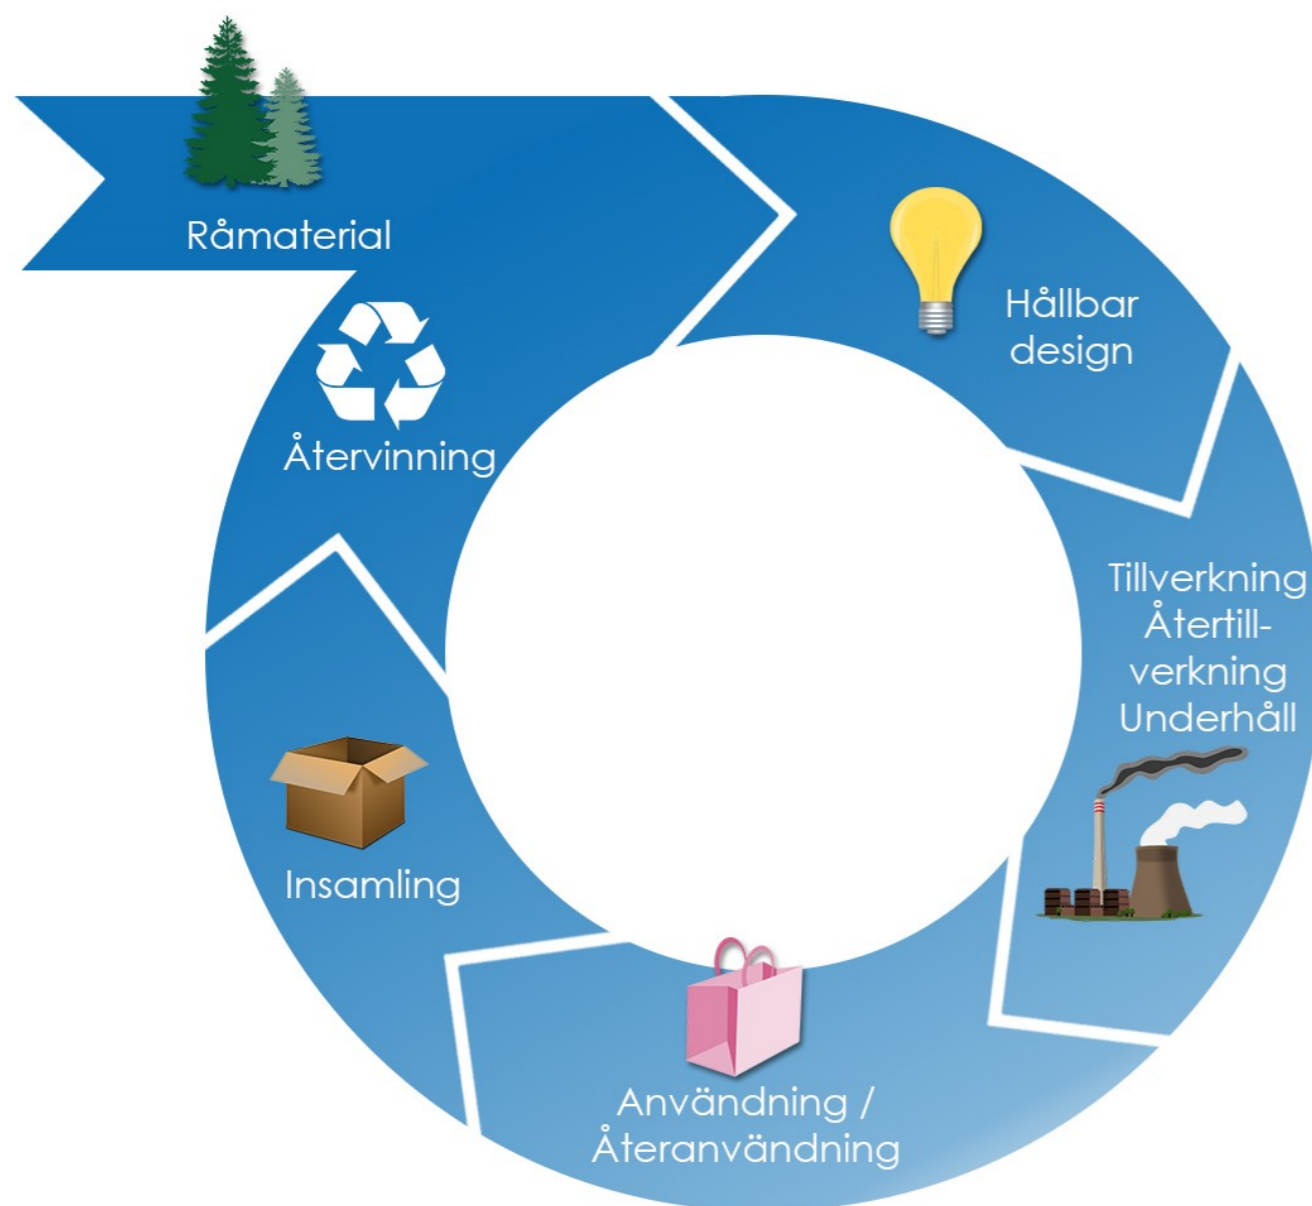 Råmaterial
Hållbar
design
Tillverkning
Återtill-
verkning
Underhåll
Användning /
Återanvändning
Insamling
Återvinning